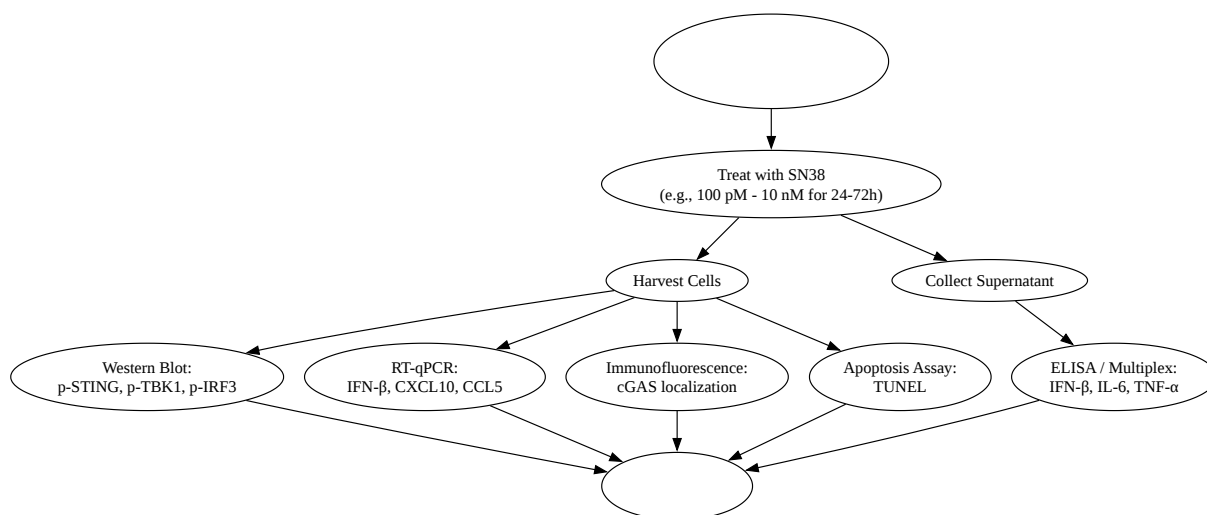 Treat with SN38
(e.g., 100 pM - 10 nM for 24-72h)
Harvest Cells
Collect Supernatant
Western Blot:
p-STING, p-TBK1, p-IRF3
RT-qPCR:
IFN-β, CXCL10, CCL5
Immunofluorescence:
cGAS localization
Apoptosis Assay:
TUNEL
ELISA / Multiplex:
IFN-β, IL-6, TNF-α